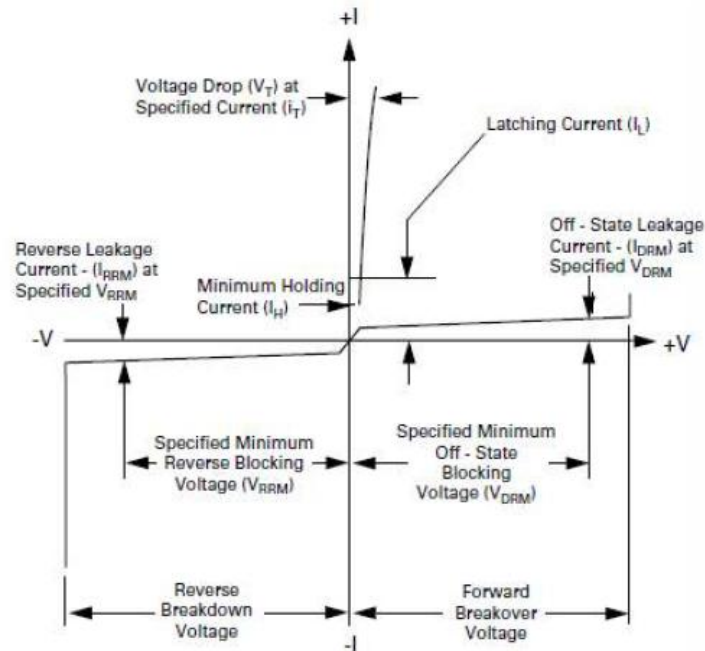 +I
Voltage Drop (VT) at
Specified Current (iT)
Latching Current (IL)
Reverse Leakage
Current - (IRRM) at
Specified VRRM
Off - State Leakage
Current - (IDRM) at
Specified VDRM
Minimum Holding
Current (IH)
-V
+V
Specified Minimum
Reverse Blocking
Voltage (VRRM)
Specified Minimum
Off - State
Blocking
Voltage (VDRM)
Reverse
Breakdown
Voltage
Forward
Breakover
Voltage
-I